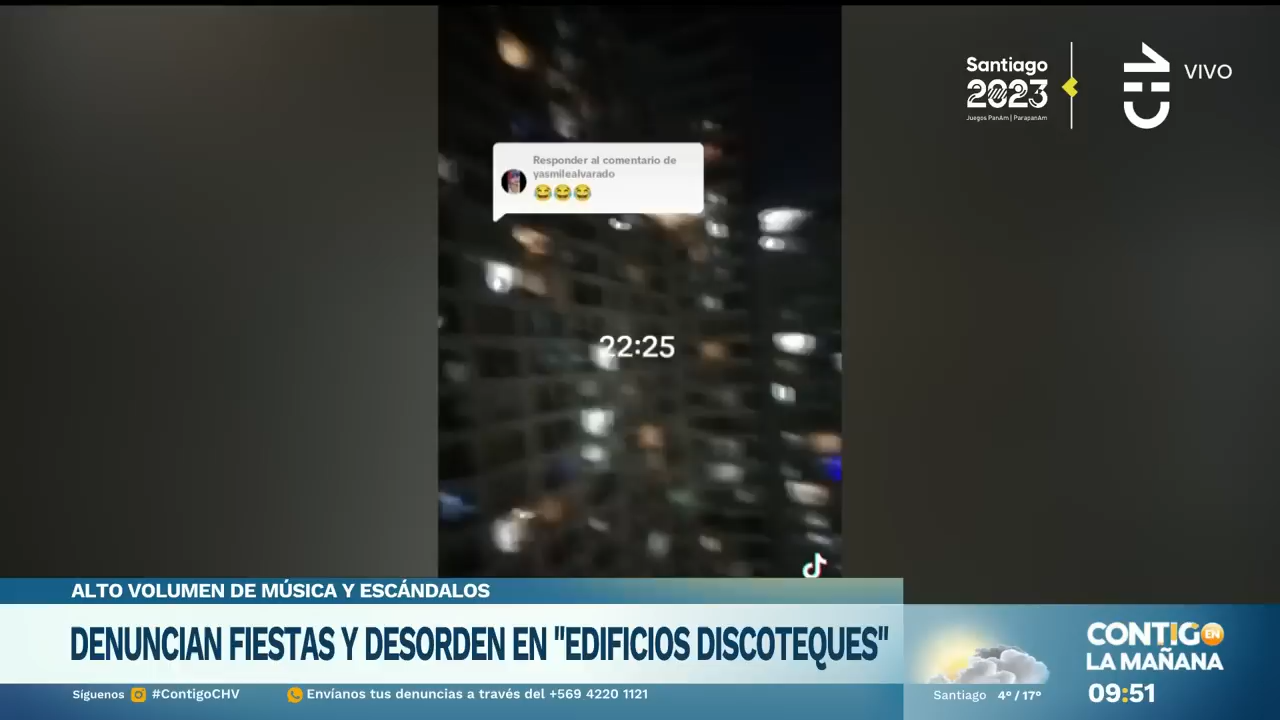 Santiago
2023
Juegos PanAm | ParapanAm
CHV
VIVO
Responder al comentario de
yasmilealvarado
😂😂😂
22:25
ALTO VOLUMEN DE MÚSICA Y ESCÁNDALOS
DENUNCIAN FIESTAS Y DESORDEN EN "EDIFICIOS DISCOTEQUES"
Síguenos #ContigoCHV
Envíanos tus denuncias a través del +569 4220 1121
Santiago 4°/17°
CONTIGO EN
LA MAÑANA
09:51